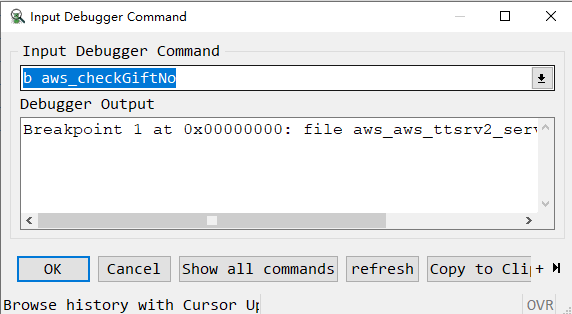 Input Debugger Command
Input Debugger Command
b aws_checkGiftNo
Debugger Output
Breakpoint 1 at 0x00000000: file aws_aws_ttsrv2_serv
OK Cancel Show all commands refresh Copy to Cli +
Browse history with Cursor Up OVR